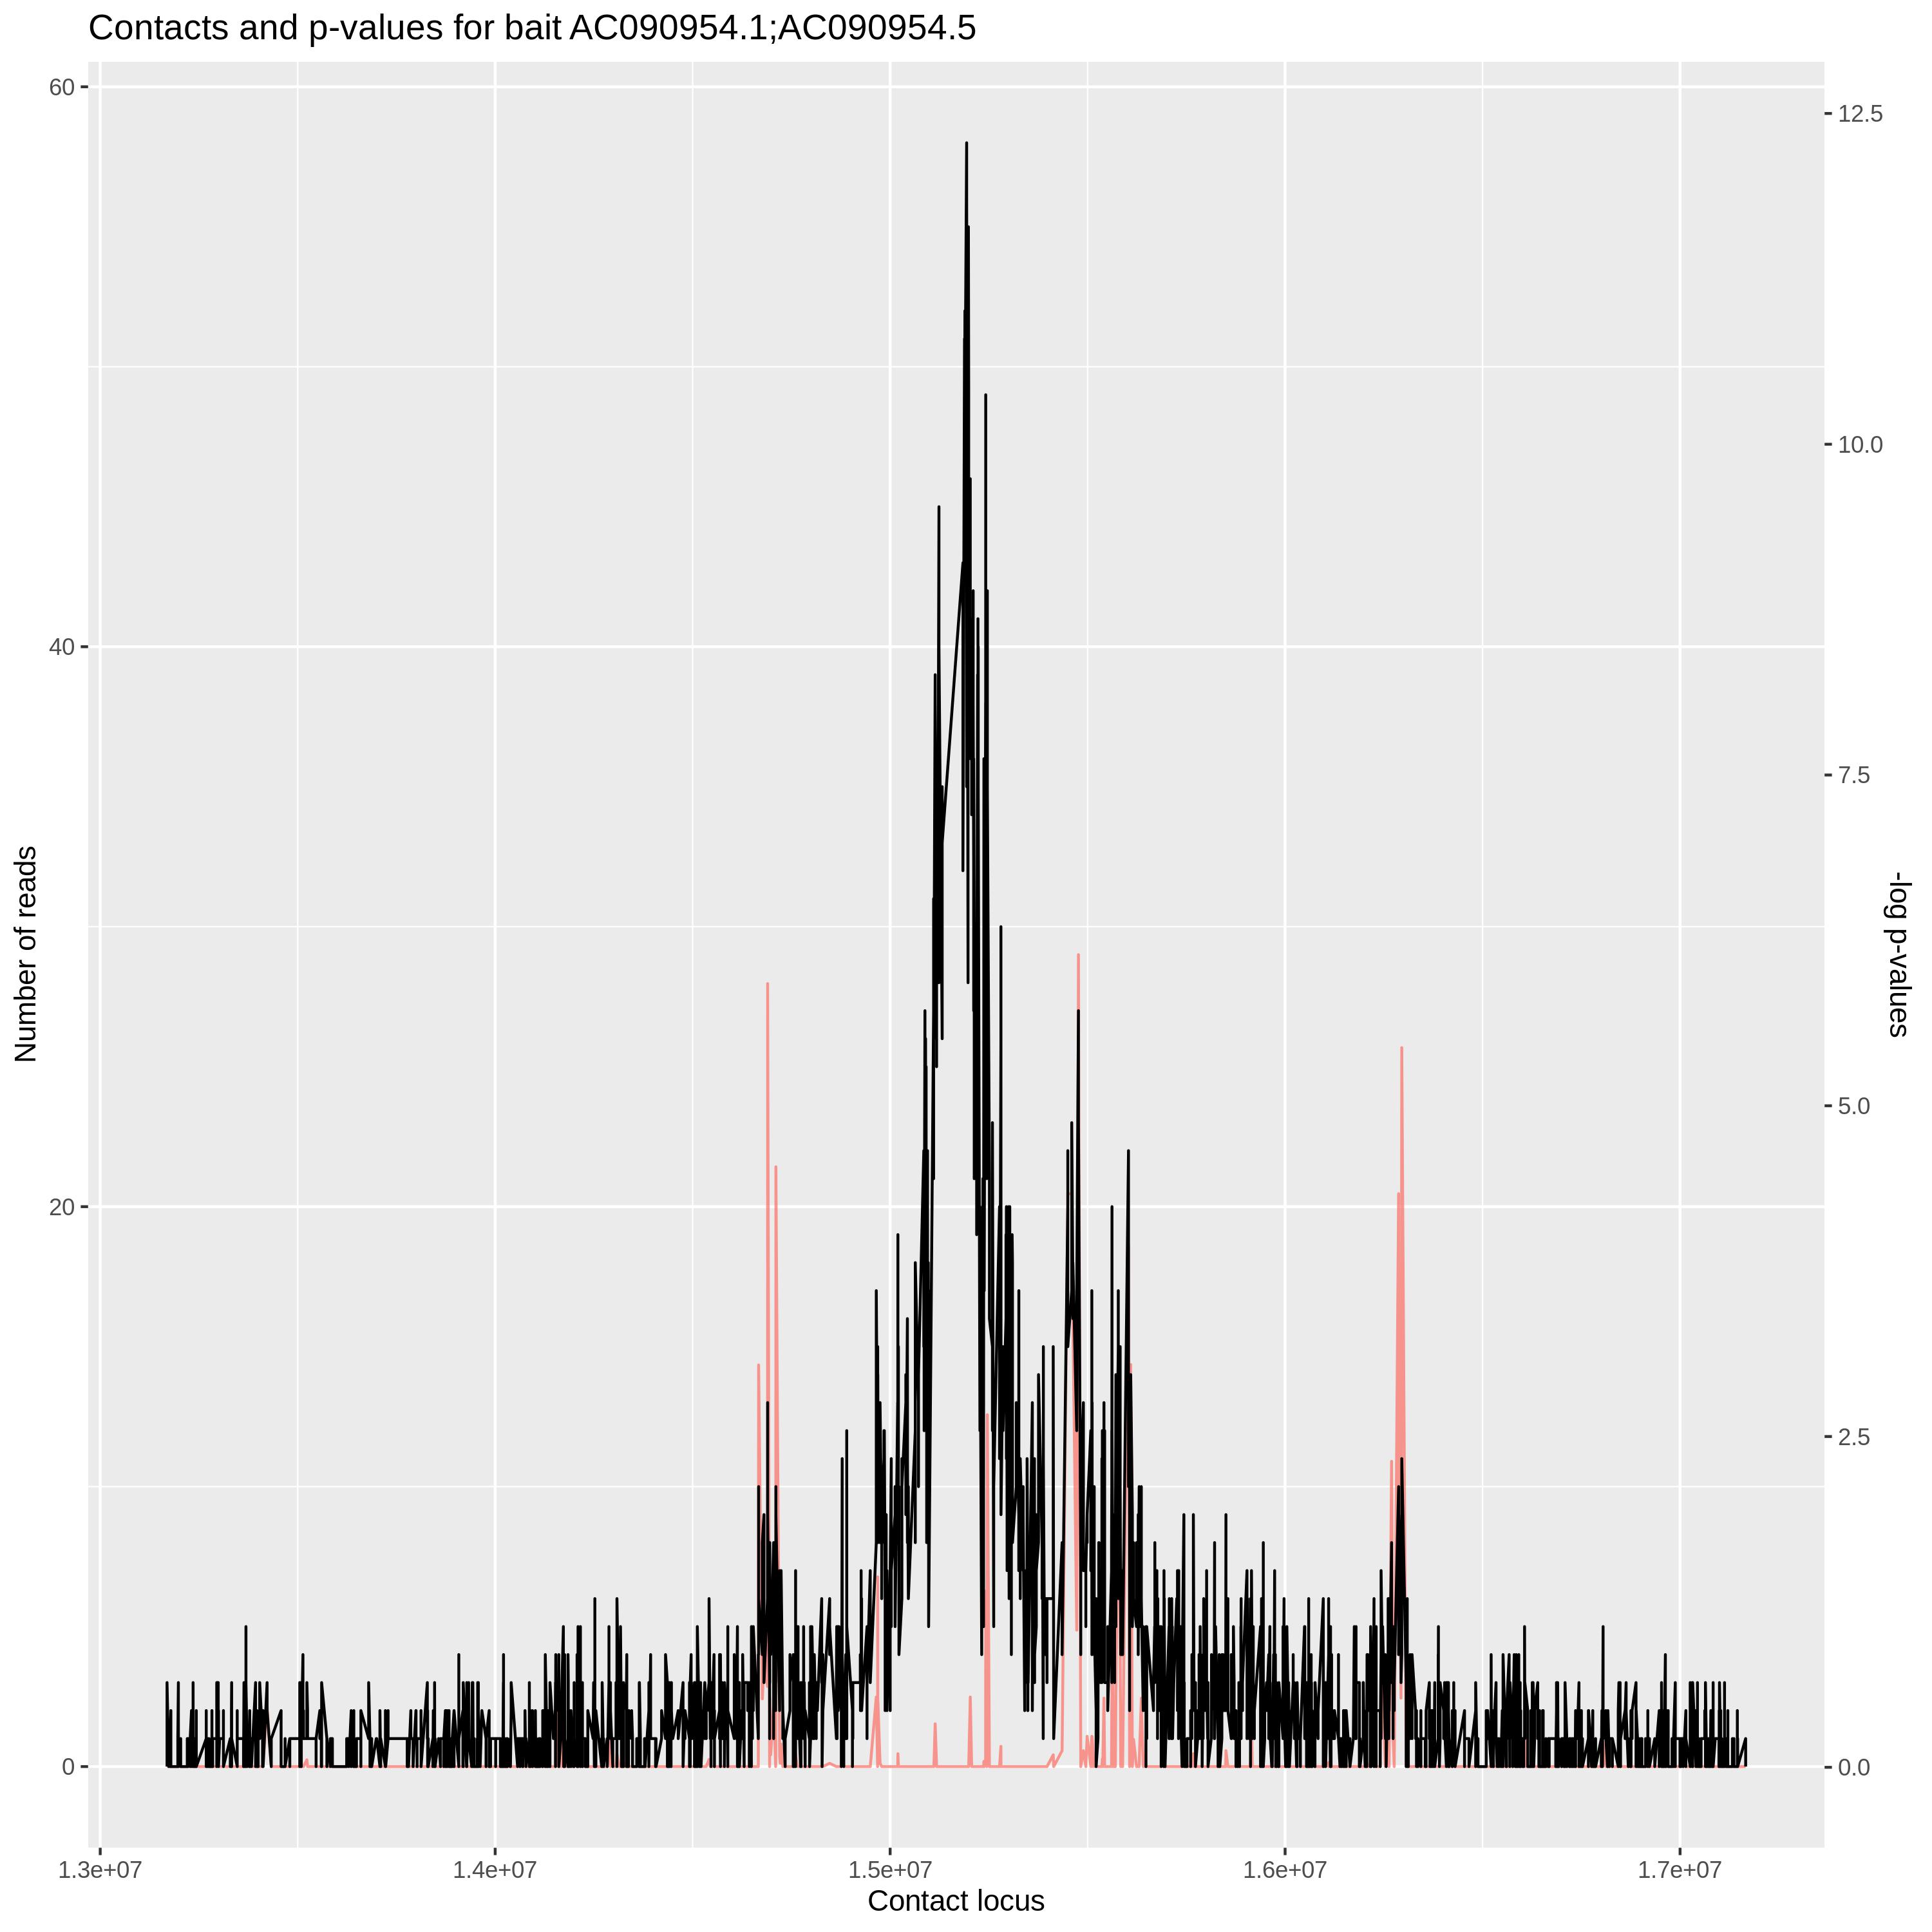 Contacts and p-values for bait AC090954.1;AC090954.5
60
40
20
0
Number of reads
12.5
10.0
7.5
5.0
2.5
0.0
-log p-values
1.3e+07
1.4e+07
1.5e+07
1.6e+07
1.7e+07
Contact locus